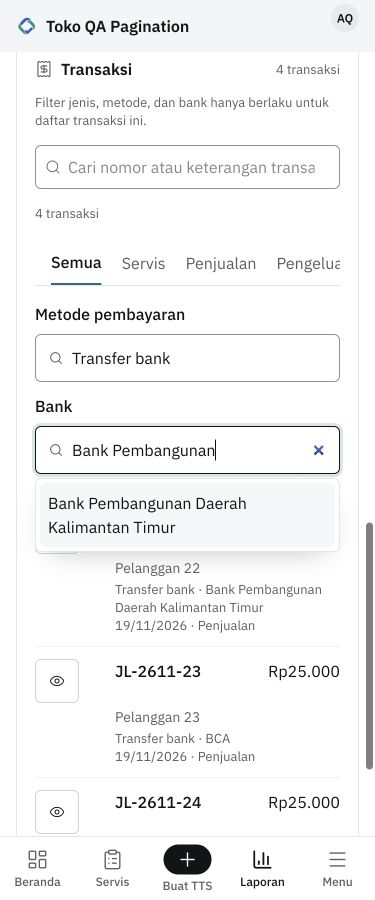 Toko QA Pagination
AQ
Transaksi
4 transaksi
Filter jenis, metode, dan bank hanya berlaku untuk
daftar transaksi ini.
Cari nomor atau keterangan transa
4 transaksi
Semua
Servis
Penjualan
Pengelua
Metode pembayaran
Transfer bank
Bank
Bank Pembangunan
Bank Pembangunan Daerah
Kalimantan Timur
Pelanggan 22
Transfer bank · Bank Pembangunan
Daerah Kalimantan Timur
19/11/2026 · Penjualan
JL-2611-23
Rp25.000
Pelanggan 23
Transfer bank · BCA
19/11/2026 · Penjualan
JL-2611-24
Rp25.000
Beranda
Servis
Buat TTS
Laporan
Menu